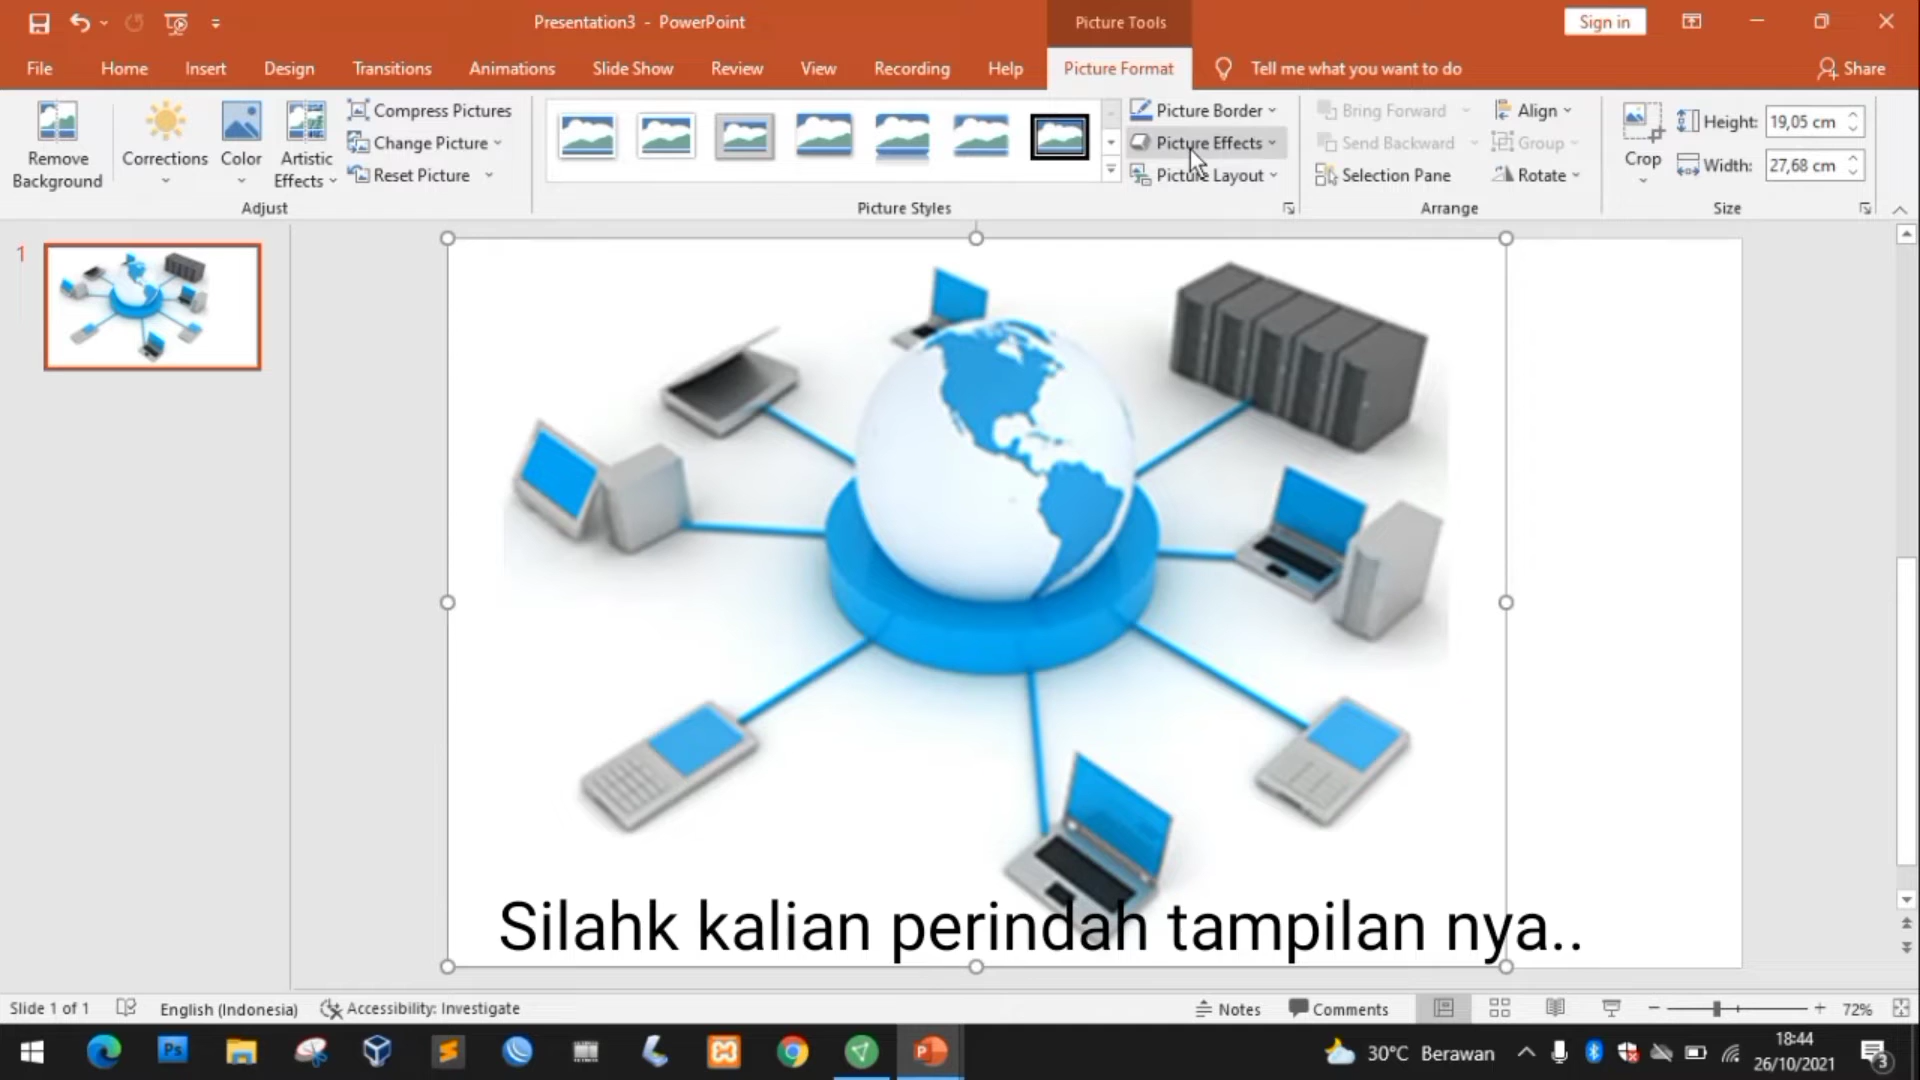 Presentation3 - PowerPoint
Picture Tools
Sign in
File Home Insert Design Transitions Animations Slide Show Review View Recording Help Picture Format Tell me what you want to do Share
Remove Background
Corrections
Color
Artistic Effects
Compress Pictures
Change Picture
Reset Picture
Adjust
Picture Styles
Picture Border
Picture Effects
Picture Layout
Bring Forward
Send Backward
Selection Pane
Align
Group
Rotate
Arrange
Crop
Height: 19,05 cm
Width: 27,68 cm
Size
1
Silahk kalian perindah tampilan nya..
Slide 1 of 1 English (Indonesia) Accessibility: Investigate Notes Comments 72%
Ps
P
30°C Berawan
18:44
26/10/2021
3